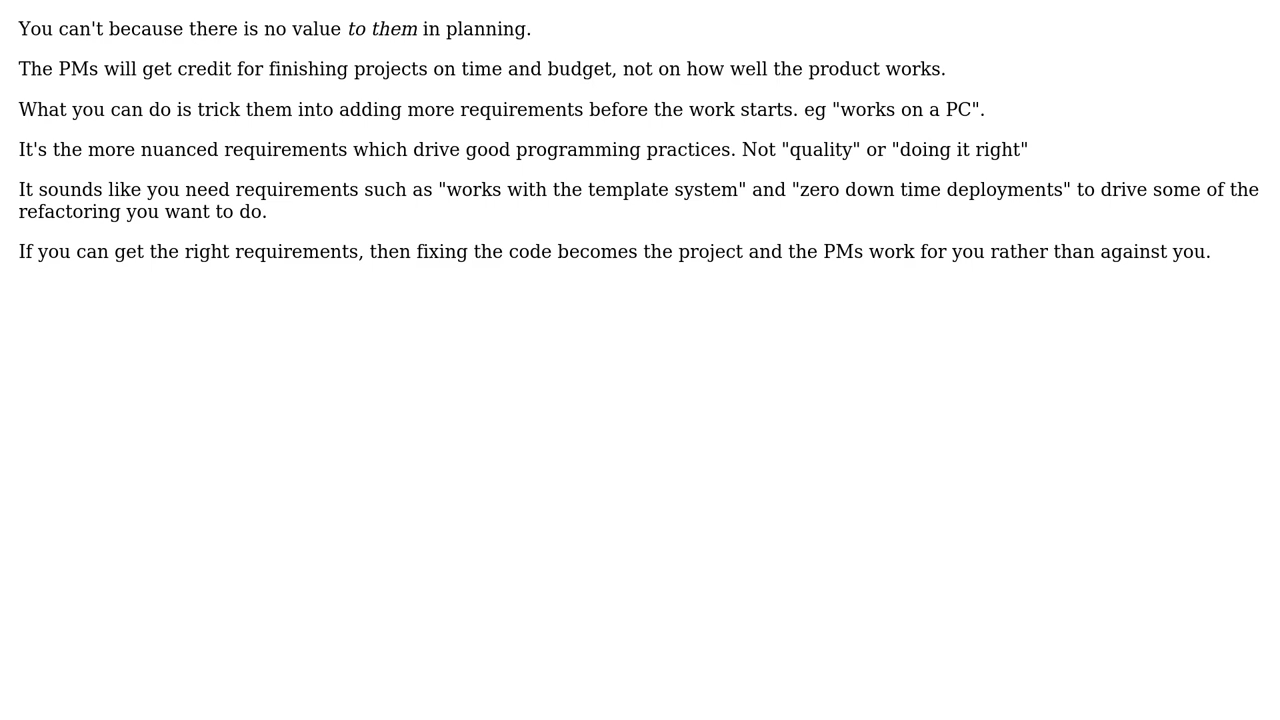 You can't because there is no value to them in planning.
The PMs will get credit for finishing projects on time and budget, not on how well the product works.
What you can do is trick them into adding more requirements before the work starts. eg "works on a PC".
It's the more nuanced requirements which drive good programming practices. Not "quality" or "doing it right"
It sounds like you need requirements such as "works with the template system" and "zero down time deployments" to drive some of the
refactoring you want to do.
If you can get the right requirements, then fixing the code becomes the project and the PMs work for you rather than against you.